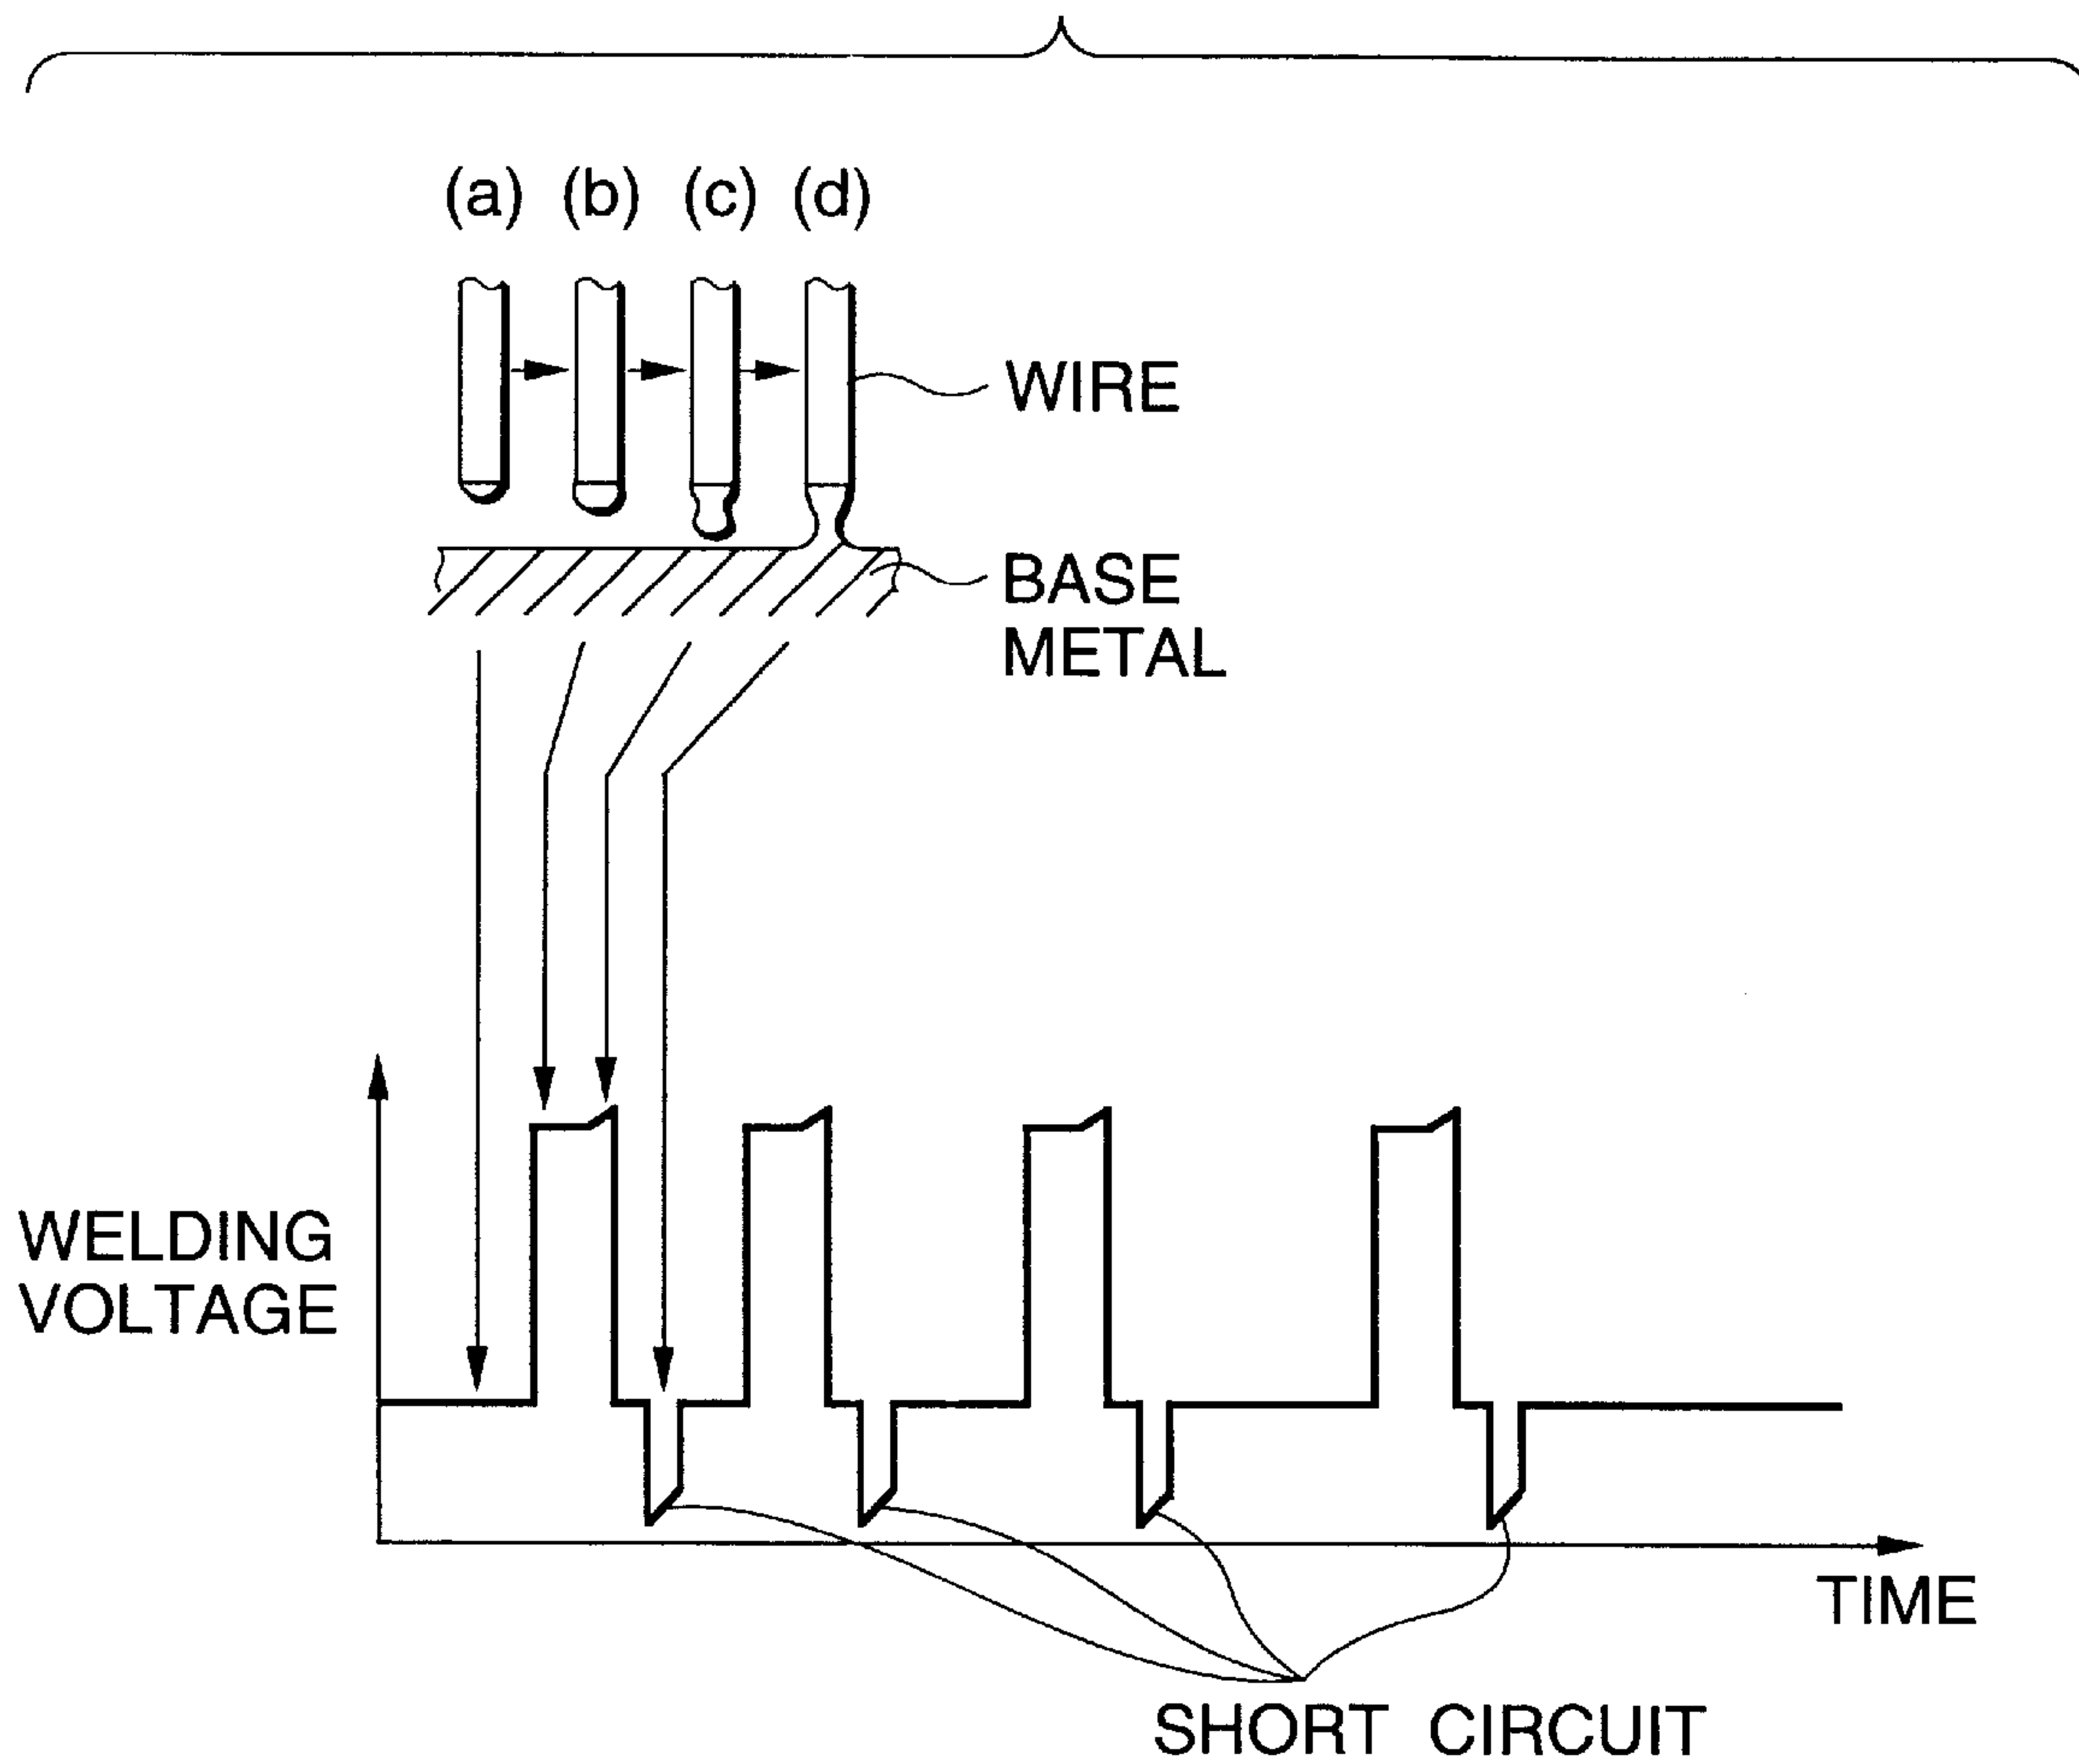 (a) (b) (c) (d)
WIRE
BASE
METAL
WELDING
VOLTAGE
TIME
SHORT CIRCUIT